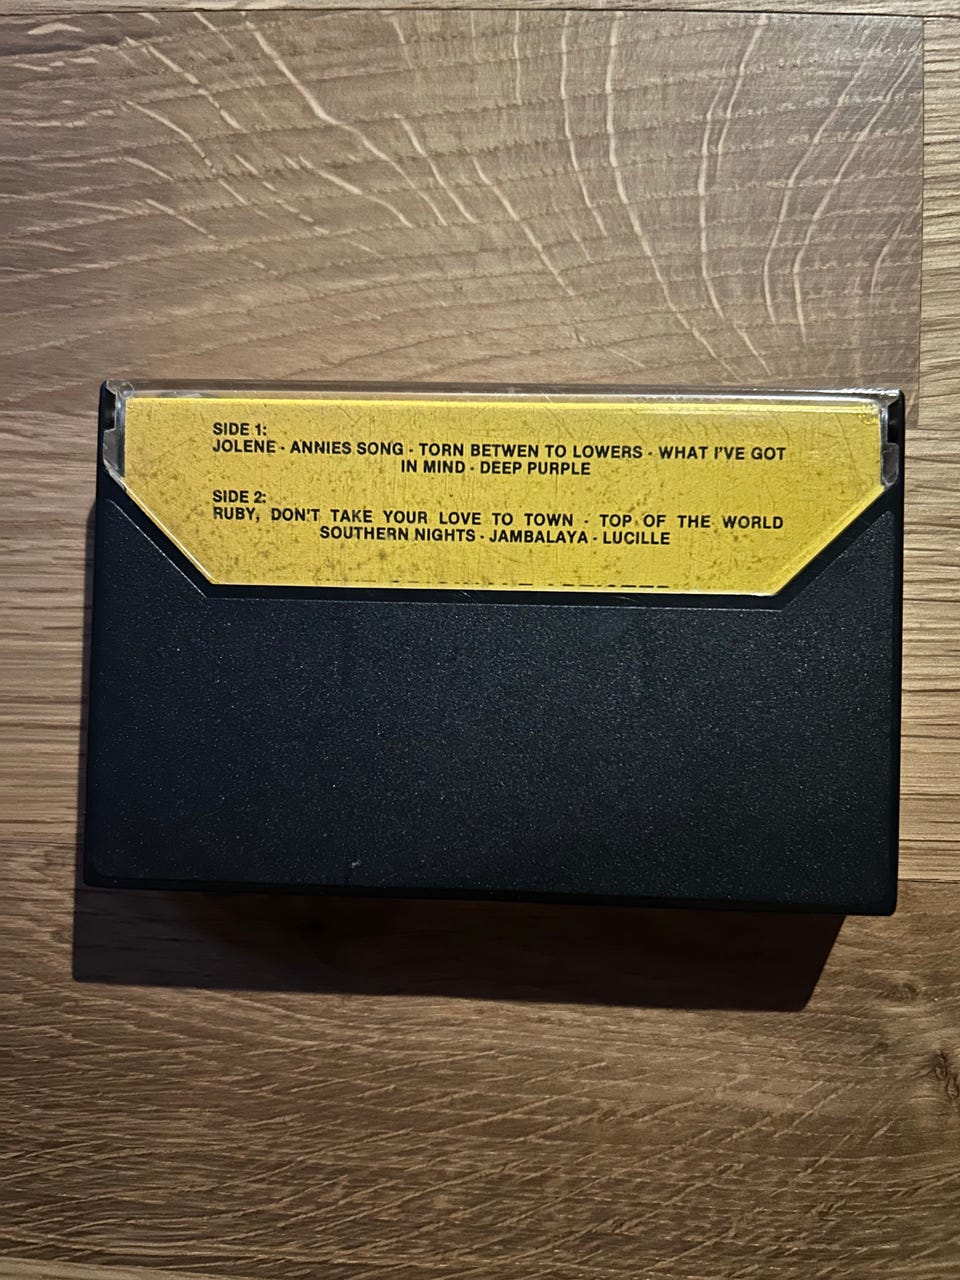 SIDE 1:
JOLENE - ANNIES SONG - TORN BETWEN TO LOWERS - WHAT I'VE GOT
IN MIND - DEEP PURPLE
SIDE 2:
RUBY, DON'T TAKE YOUR LOVE TO TOWN - TOP OF THE WORLD
SOUTHERN NIGHTS - JAMBALAYA - LUCILLE